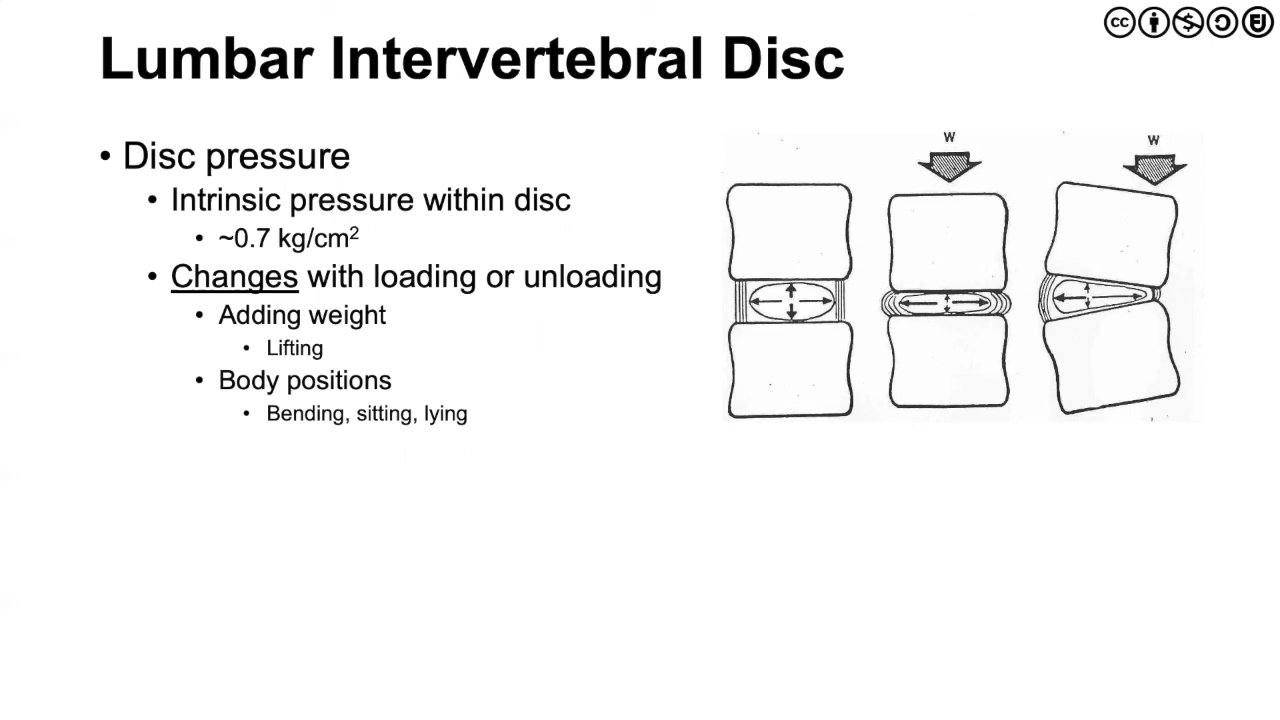 Lumbar Intervertebral Disc
• Disc pressure
• Intrinsic pressure within disc
• ~0.7 kg/cm²
• Changes with loading or unloading
• Adding weight
• Lifting
• Body positions
• Bending, sitting, lying
W
W
cc